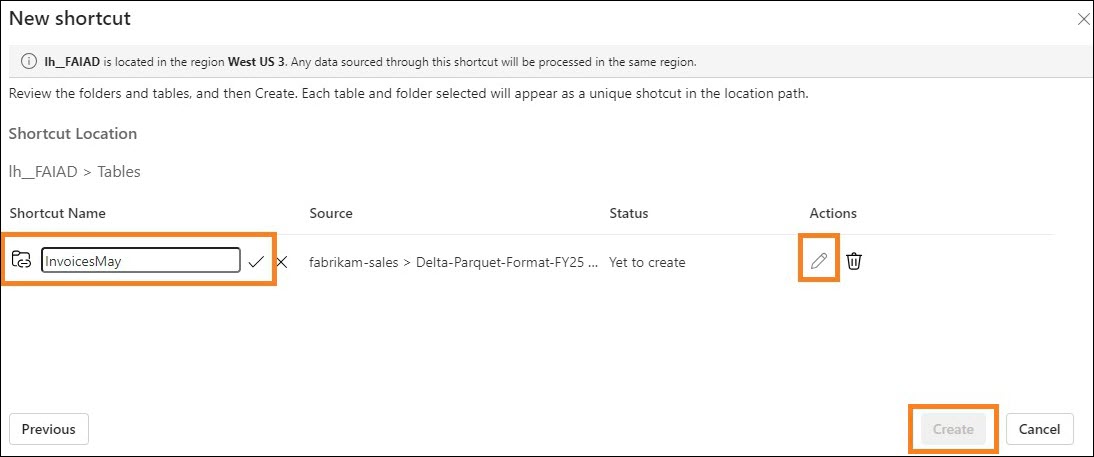 New shortcut
lh__FAIAD is located in the region West US 3. Any data sourced through this shortcut will be processed in the same region.
Review the folders and tables, and then Create. Each table and folder selected will appear as a unique shotcut in the location path.
Shortcut Location
lh__FAIAD > Tables
Shortcut Name Source Status Actions
InvoicesMay fabrikam-sales > Delta-Parquet-Format-FY25 ... Yet to create
Previous Create Cancel